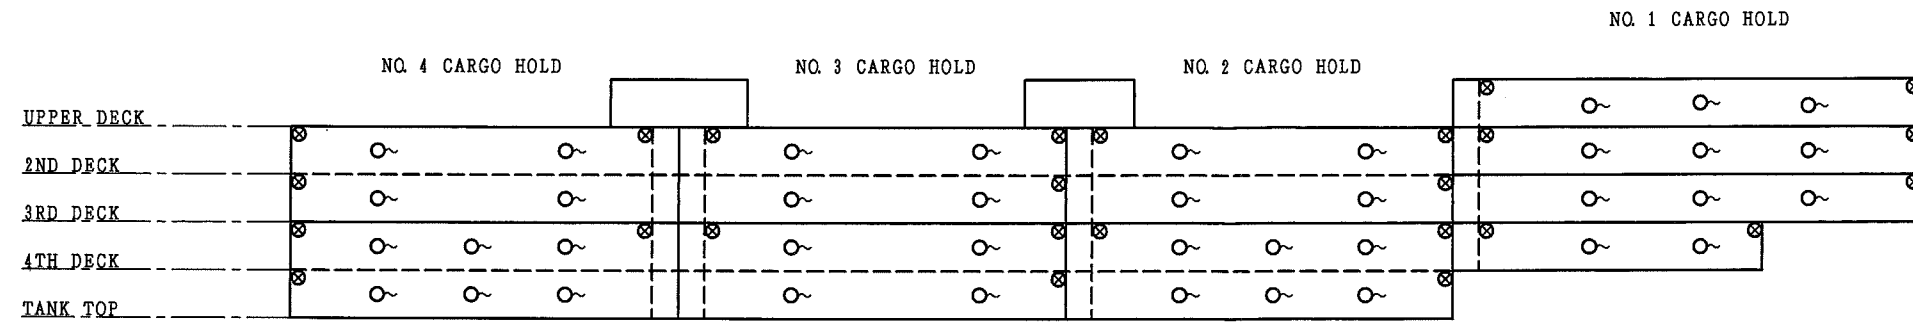 NO. 1 CARGO HOLD
NO. 4 CARGO HOLD
NO. 3 CARGO HOLD
NO. 2 CARGO HOLD
UPPER DECK
2ND DECK
3RD DECK
4TH DECK
TANK TOP